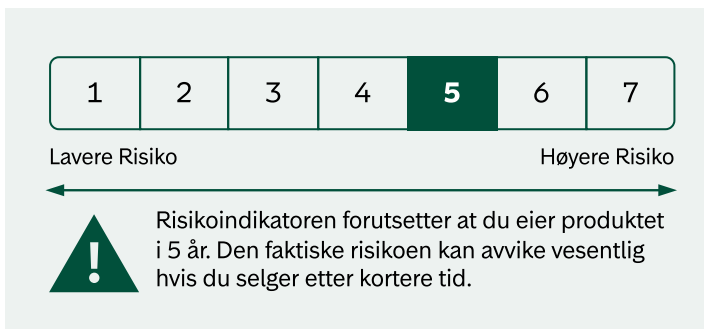 1 2 3 4 5 6 7
Lavere Risiko Høyere Risiko
Risikoindikatoren forutsetter at du eier produktet
i 5 år. Den faktiske risikoen kan avvike vesentlig
hvis du selger etter kortere tid.